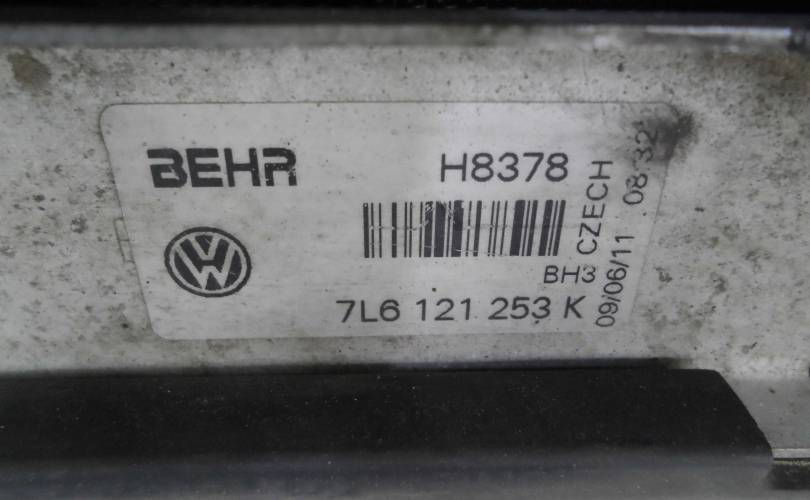 BEHR
H8378
BH3
7L6 121 253 K
CZECH
09/06/11 08:32